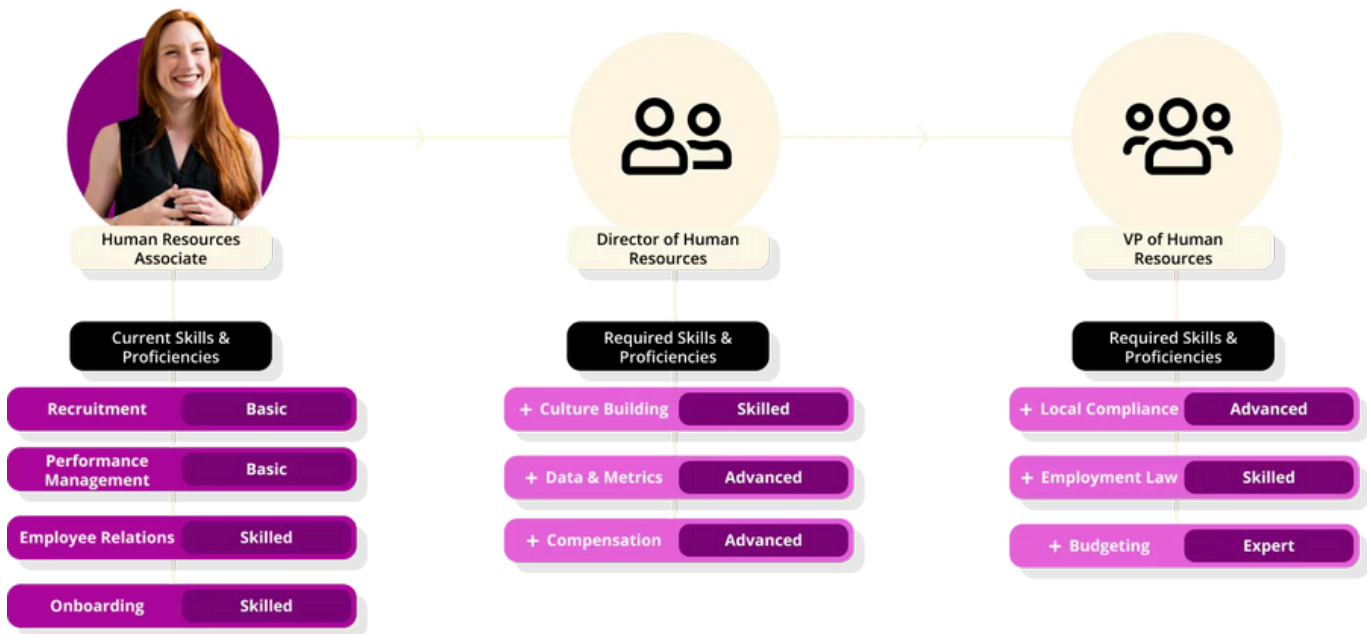 Human Resources
Associate
Director of Human
Resources
VP of Human
Resources
Current Skills &
Proficiencies
Required Skills &
Proficiencies
Required Skills &
Proficiencies
Recruitment Basic
Performance
Management
Basic
Employee Relations Skilled
Onboarding Skilled
+ Culture Building Skilled
+ Data & Metrics Advanced
+ Compensation Advanced
+ Local Compliance Advanced
+ Employment Law Skilled
+ Budgeting Expert